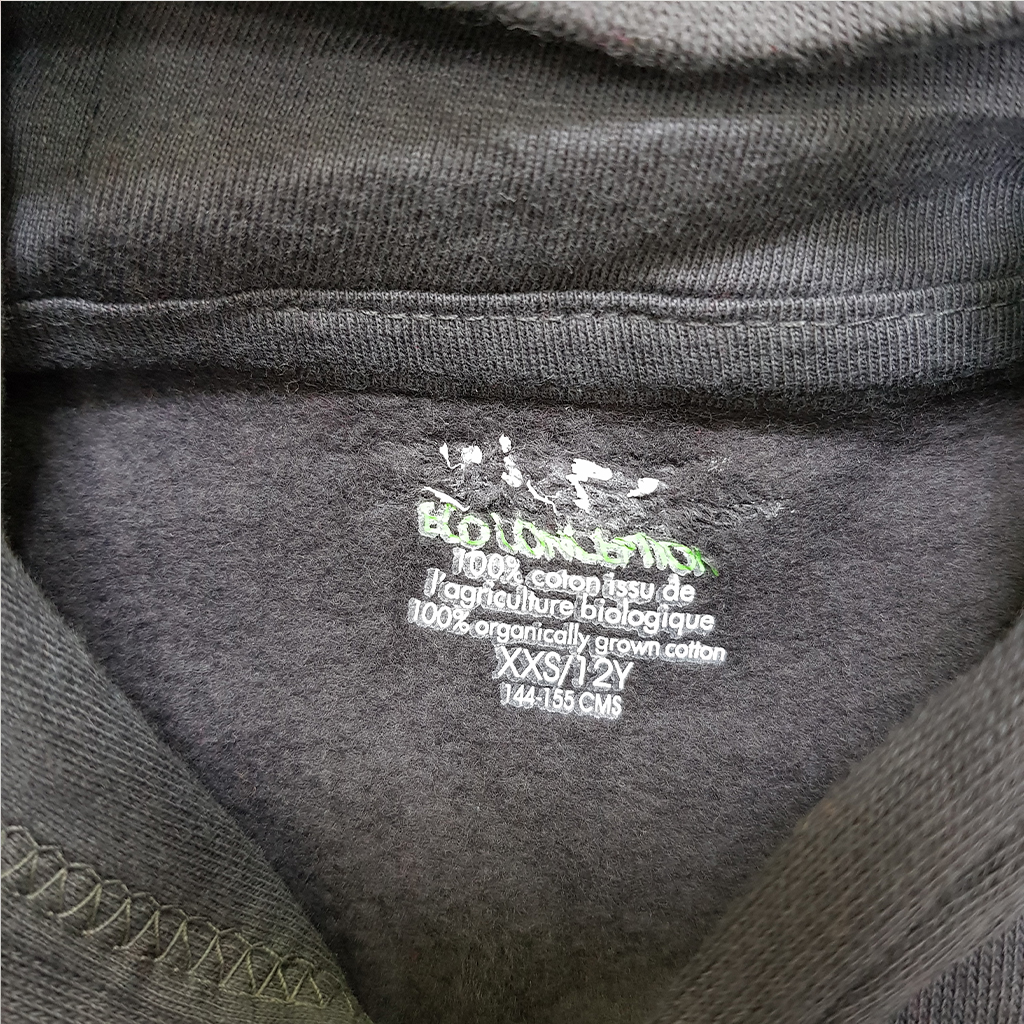 100% coton issu de
l'agriculture biologique
100% organically grown cotton
XXS/12Y
144-155 CMS